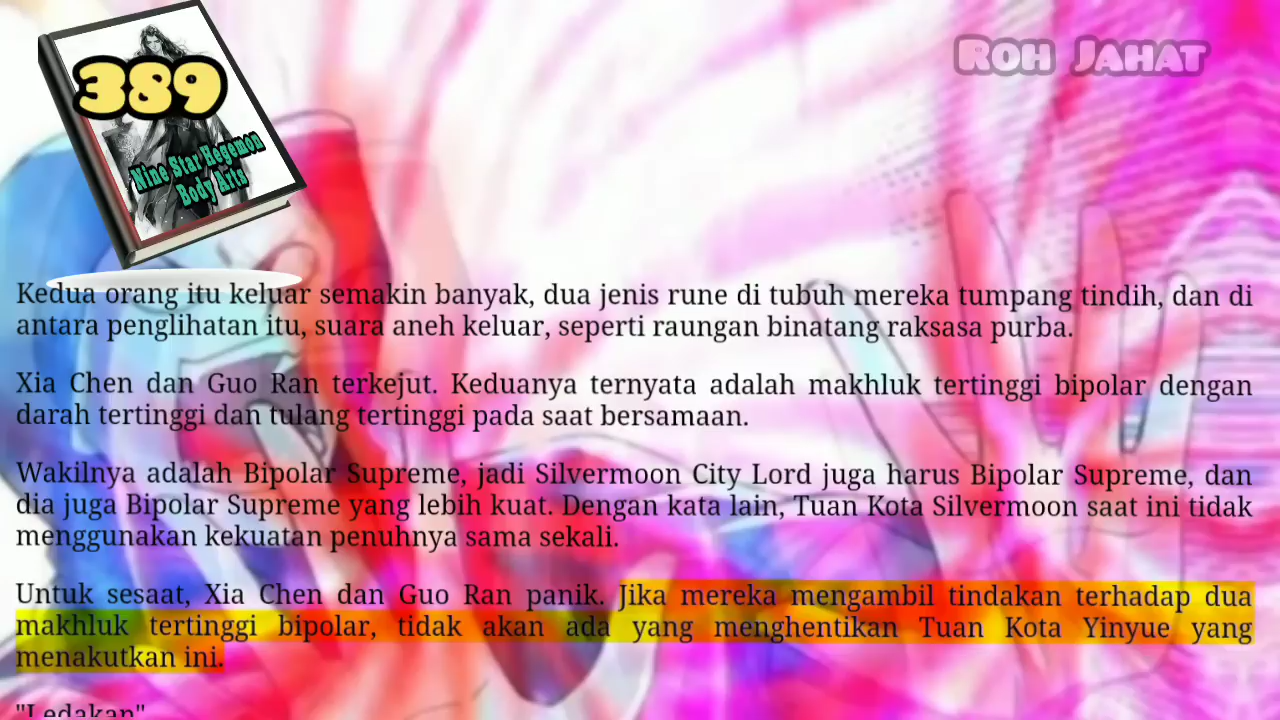 389
Nine Star Hegemon
Body Arts
ROH JAHAT
Kedua orang itu keluar semakin banyak, dua jenis rune di tubuh mereka tumpang tindih, dan di
antara penglihatan itu, suara aneh keluar, seperti raungan binatang raksasa purba.
Xia Chen dan Guo Ran terkejut. Keduanya ternyata adalah makhluk tertinggi bipolar dengan
darah tertinggi dan tulang tertinggi pada saat bersamaan.
Wakilnya adalah Bipolar Supreme, jadi Silvermoon City Lord juga harus Bipolar Supreme, dan
dia juga Bipolar Supreme yang lebih kuat. Dengan kata lain, Tuan Kota Silvermoon saat ini tidak
menggunakan kekuatan penuhnya sama sekali.
Untuk sesaat, Xia Chen dan Guo Ran panik. Jika mereka mengambil tindakan terhadap dua
makhluk tertinggi bipolar, tidak akan ada yang menghentikan Tuan Kota Yinyue yang
menakutkan ini.
"Ledakan"